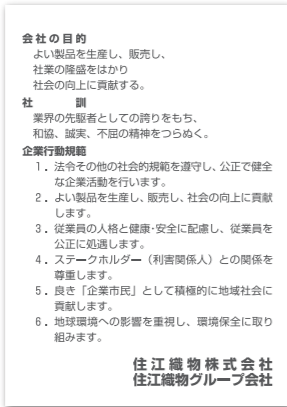 会社の目的
よい製品を生産し、販売し、
社業の隆盛をはかり
社会の向上に貢献する。
社　　訓
業界の先駆者としての誇りをもち、
和協、誠実、不屈の精神をつらぬく。
企業行動規範
１．法令その他の社会的規範を遵守し、公正で健全
な企業活動を行います。
２．よい製品を生産し、販売し、社会の向上に貢献
します。
３．従業員の人格と健康・安全に配慮し、従業員を
公正に処遇します。
４．ステークホルダー（利害関係人）との関係を
尊重します。
５．良き「企業市民」として積極的に地域社会に
貢献します。
６．地球環境への影響を重視し、環境保全に取り
組みます。
住江織物株式会社
住江織物グループ会社